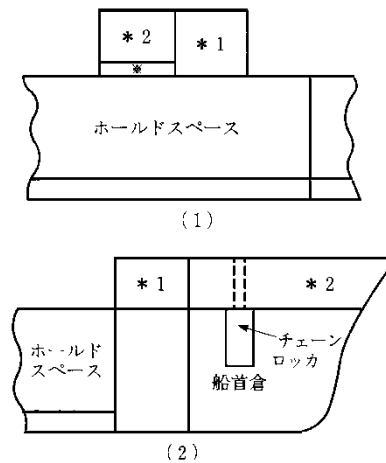 *2
*1
※
ホールドスペース
(1)
*1
*2
ホールド
スペース
チェーン
ロッカ
船首倉
(2)